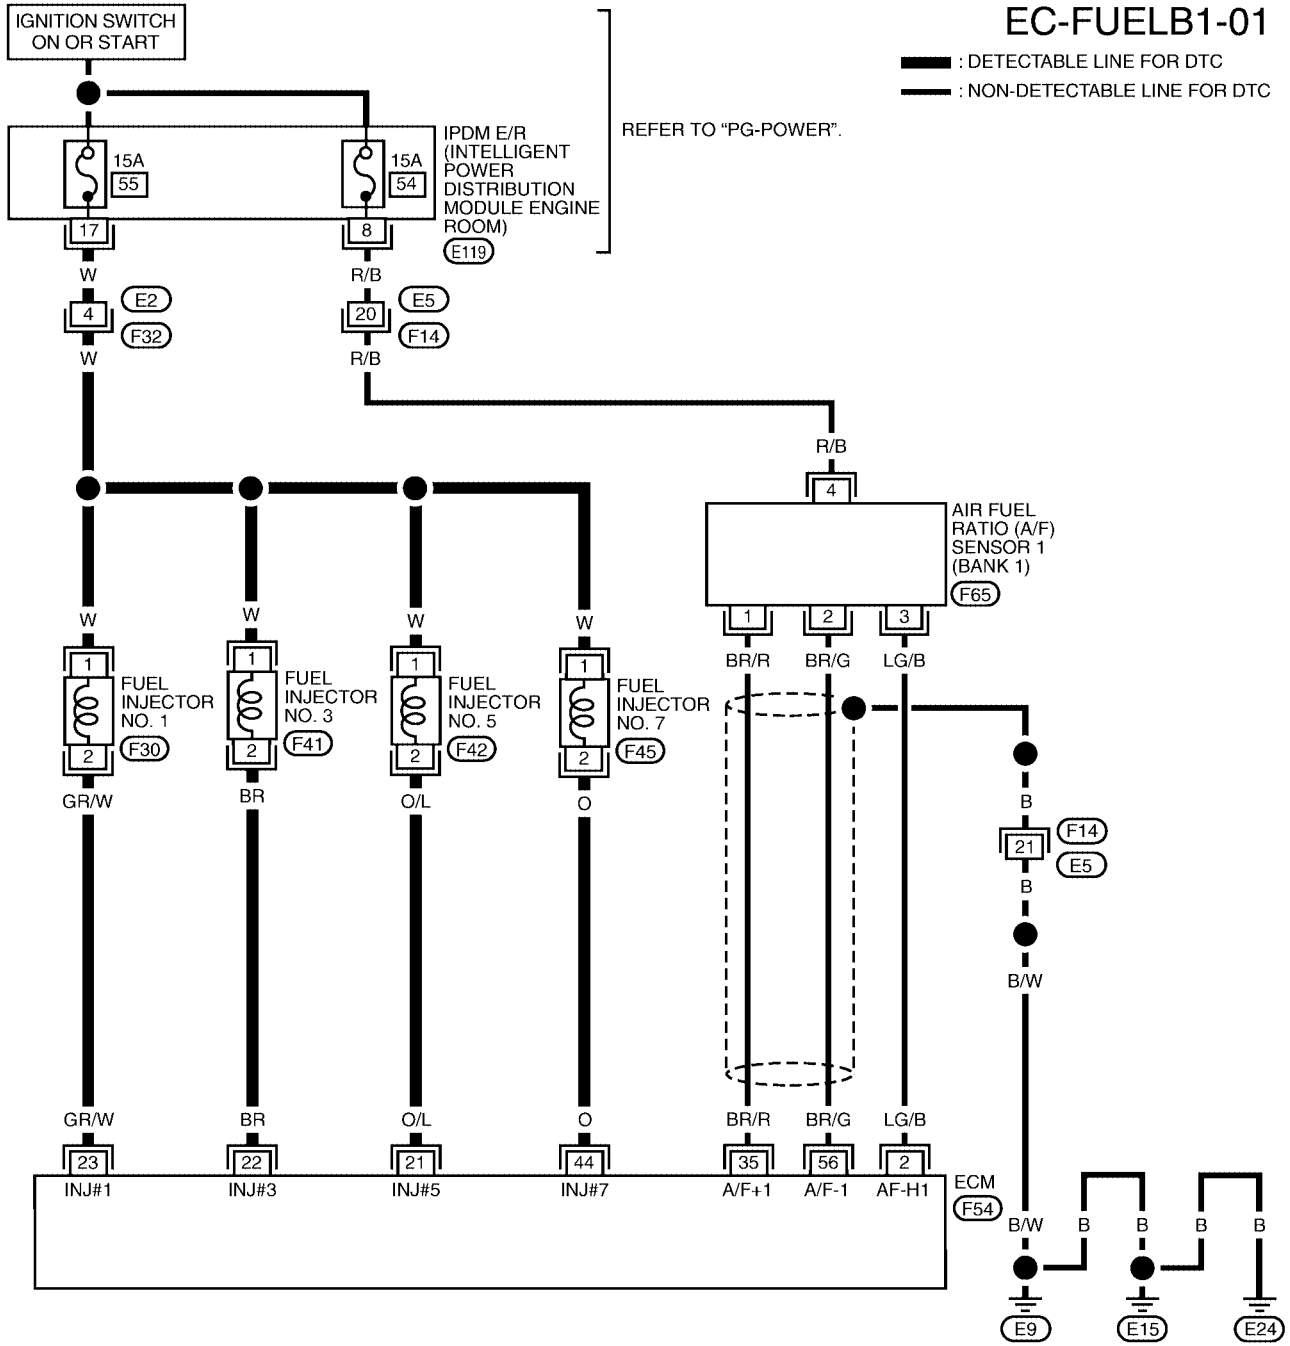 IGNITION SWITCH
ON OR START
EC-FUELB1-01
: DETECTABLE LINE FOR DTC
: NON-DETECTABLE LINE FOR DTC
REFER TO “PG-POWER”.
15A
55
15A
54
IPDM E/R
(INTELLIGENT
POWER
DISTRIBUTION
MODULE ENGINE
ROOM)
E119
17
8
W
R/B
4
E2
F32
20
E5
F14
W
R/B
R/B
4
AIR FUEL
RATIO (A/F)
SENSOR 1
(BANK 1)
F65
1
2
3
BR/R
BR/G
LG/B
W
W
W
W
1
FUEL
INJECTOR
NO. 1
F30
2
1
FUEL
INJECTOR
NO. 3
F41
2
1
FUEL
INJECTOR
NO. 5
F42
2
1
FUEL
INJECTOR
NO. 7
F45
2
GR/W
BR
O/L
O
B
21
F14
E5
B
B/W
GR/W
BR
O/L
O
BR/R
BR/G
LG/B
23
22
21
44
35
56
2
INJ#1
INJ#3
INJ#5
INJ#7
A/F+1
A/F-1
AF-H1
ECM
F54
B/W
B
B
B
B
E9
E15
E24